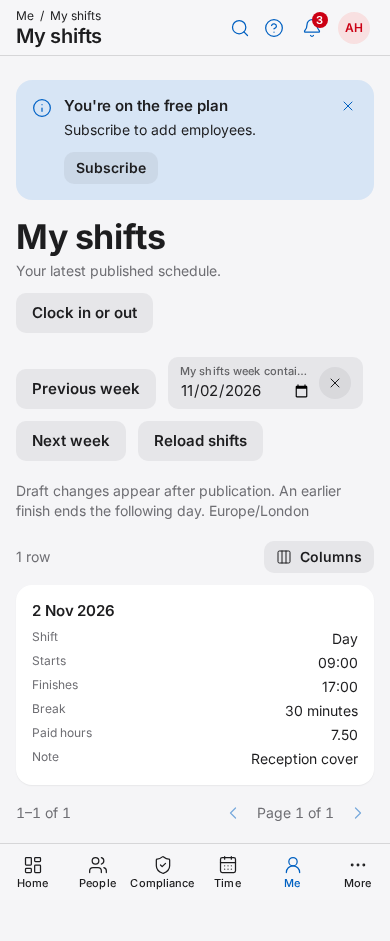 Me / My shifts
My shifts
3
AH
You're on the free plan
Subscribe to add employees.
Subscribe
My shifts
Your latest published schedule.
Clock in or out
Previous week
My shifts week contai...
11/02/2026
Next week
Reload shifts
Draft changes appear after publication. An earlier
finish ends the following day. Europe/London
1 row
Columns
2 Nov 2026
Shift Day
Starts 09:00
Finishes 17:00
Break 30 minutes
Paid hours 7.50
Note Reception cover
1–1 of 1
Page 1 of 1
Home
People
Compliance
Time
Me
More